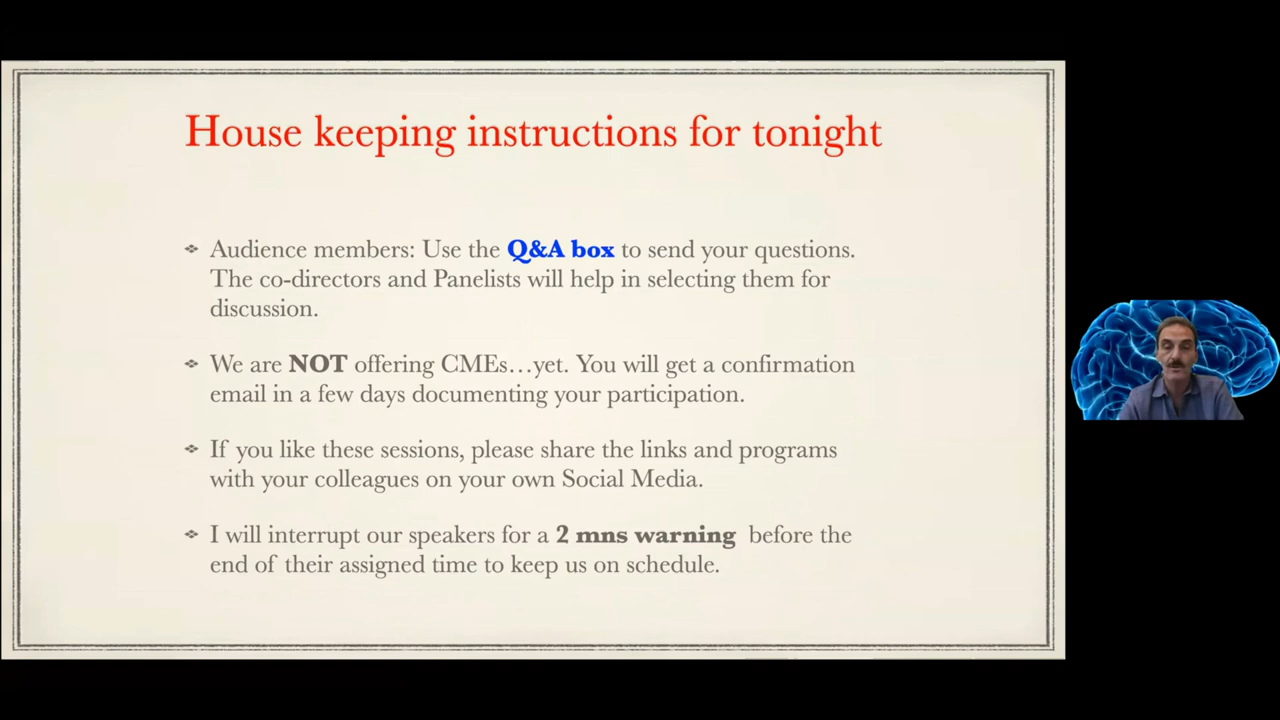 House keeping instructions for tonight
Audience members: Use the Q&A box to send your questions.
The co-directors and Panelists will help in selecting them for
discussion.
We are NOT offering CMEs…yet. You will get a confirmation
email in a few days documenting your participation.
If you like these sessions, please share the links and programs
with your colleagues on your own Social Media.
I will interrupt our speakers for a 2 mns warning before the
end of their assigned time to keep us on schedule.